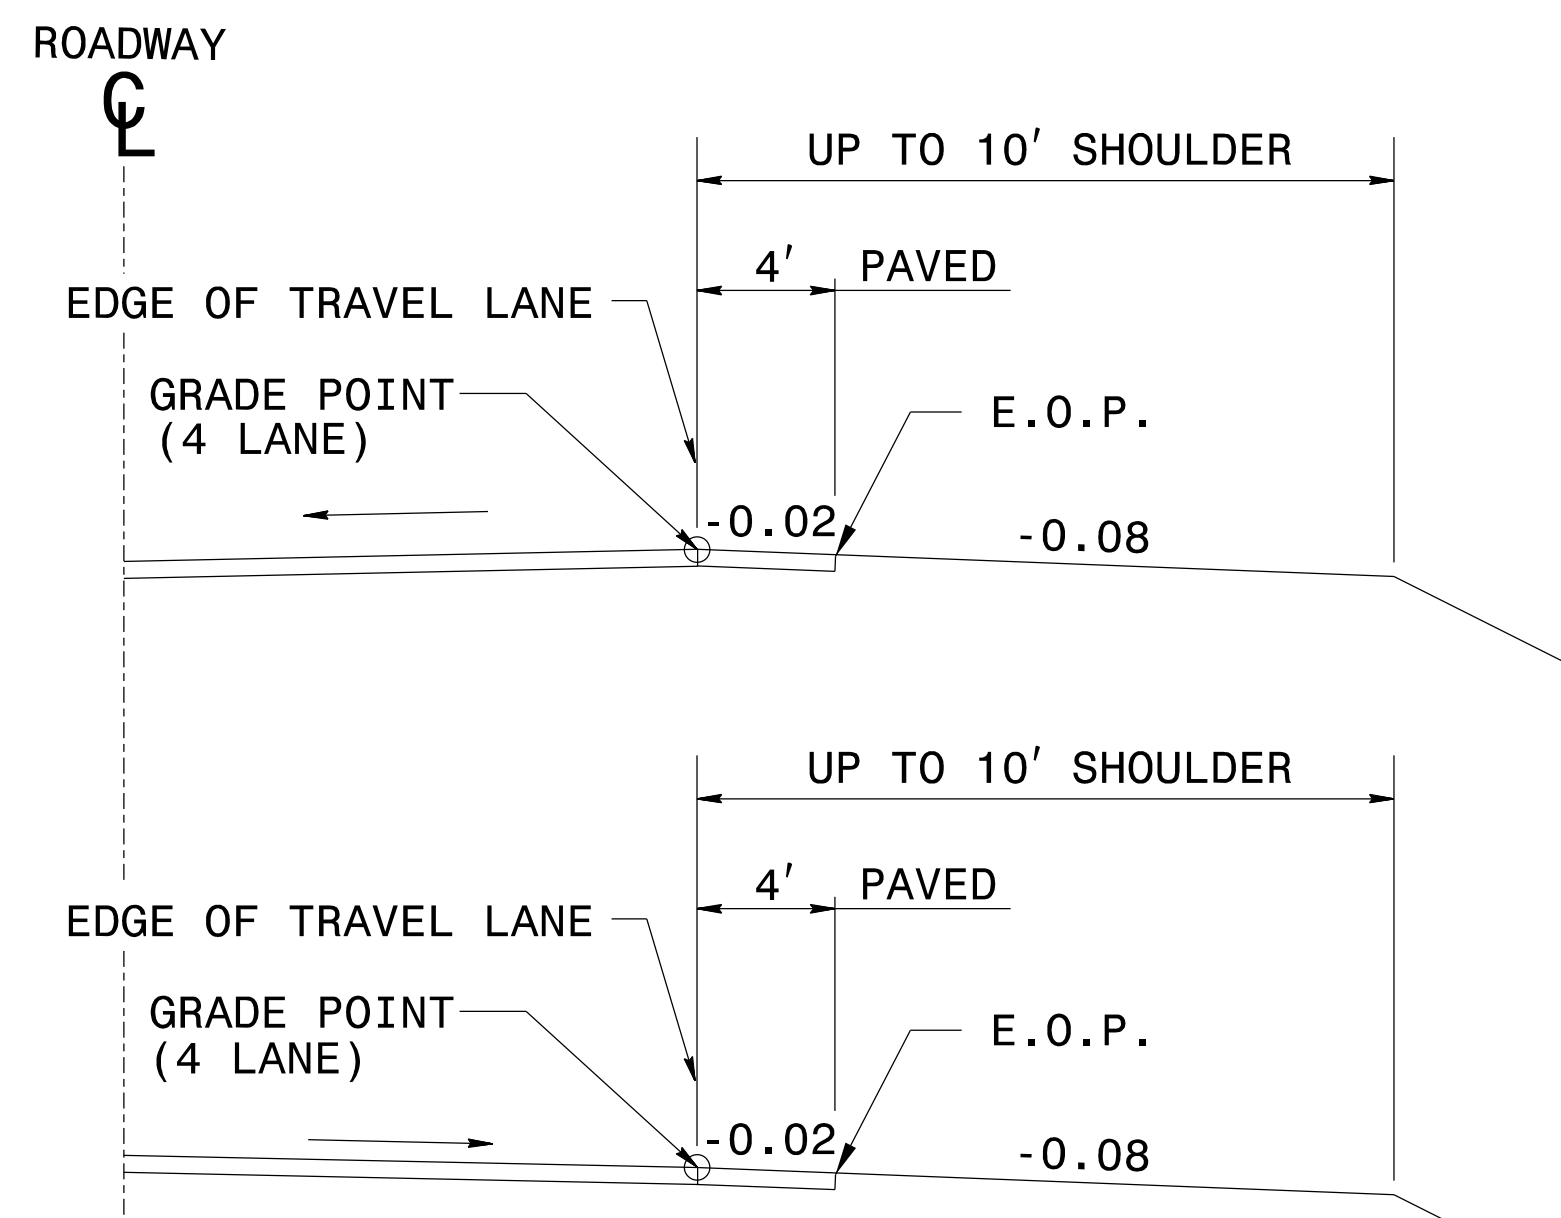 ROADWAY
℄
UP TO 10' SHOULDER
4' PAVED
EDGE OF TRAVEL LANE
GRADE POINT
(4 LANE)
E.O.P.
-0.02
-0.08
UP TO 10' SHOULDER
4' PAVED
EDGE OF TRAVEL LANE
GRADE POINT
(4 LANE)
E.O.P.
-0.02
-0.08